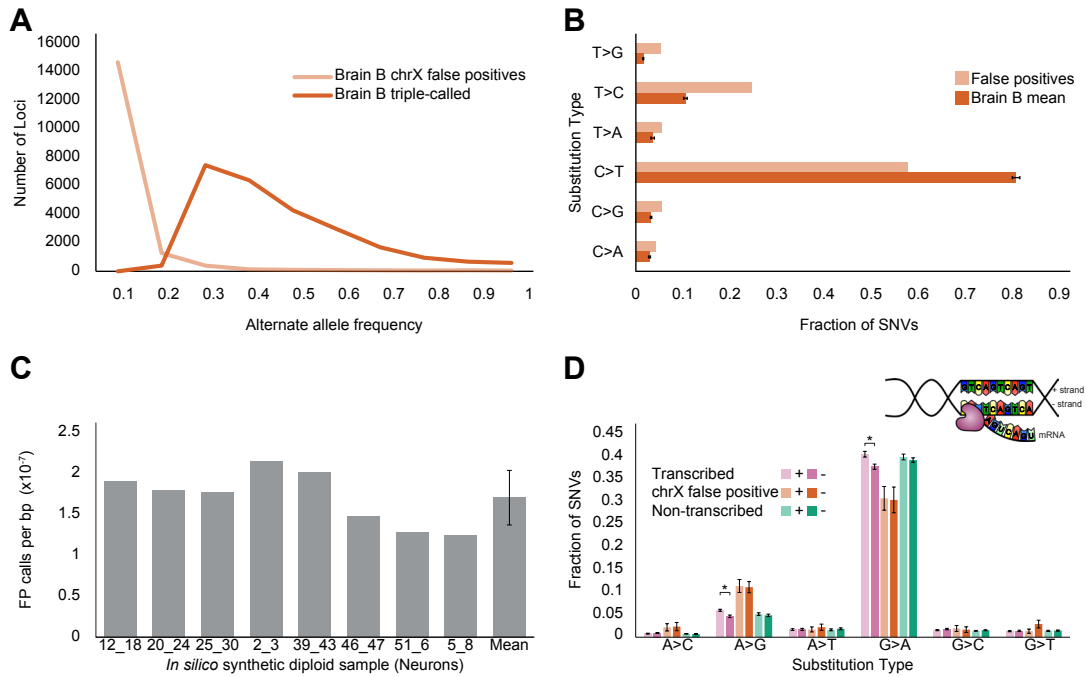 A
16000
14000
12000
10000
8000
6000
4000
2000
0
Number of Loci
Brain B chrX false positives
Brain B triple-called
0.1 0.2 0.3 0.4 0.5 0.6 0.7 0.8 0.9 1
Alternate allele frequency
B
Substitution Type
T>G
T>C
T>A
C>T
C>G
C>A
False positives
Brain B mean
0 0.1 0.2 0.3 0.4 0.5 0.6 0.7 0.8 0.9
Fraction of SNVs
C
FP calls per bp (x10-7)
2.5
2
1.5
1
0.5
0
12_18 20_24 25_30 2_3 39_43 46_47 51_6 5_8 Mean
In silico synthetic diploid sample (Neurons)
D
GTCAGTCAGT
+ strand
TCAGTCA
- strand
AGUCAGU
mRNA
Fraction of SNVs
0.45
0.4
0.35
0.3
0.25
0.2
0.15
0.1
0.05
0
Transcribed + -
chrX false positive + -
Non-transcribed + -
*
*
A>C A>G A>T G>A G>C G>T
Substitution Type